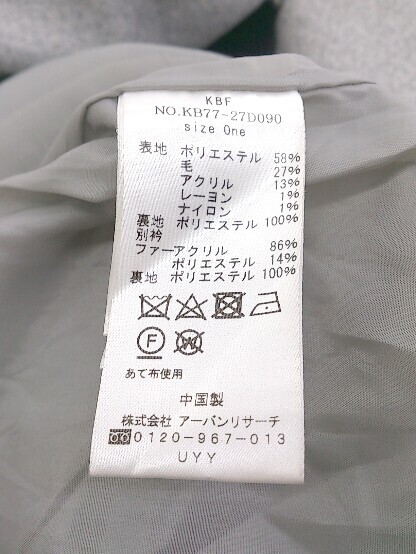 KBF
NO.KB77-27D090
size One
表地 ポリエステル 58%
毛 27%
アクリル 13%
レーヨン 1%
ナイロン 1%
裏地 ポリエステル 100%
別衿
ファーアクリル 86%
ポリエステル 14%
裏地 ポリエステル 100%
F W
あて布使用
中国製
株式会社 アーバンリサーチ
0120-967-013
UYY